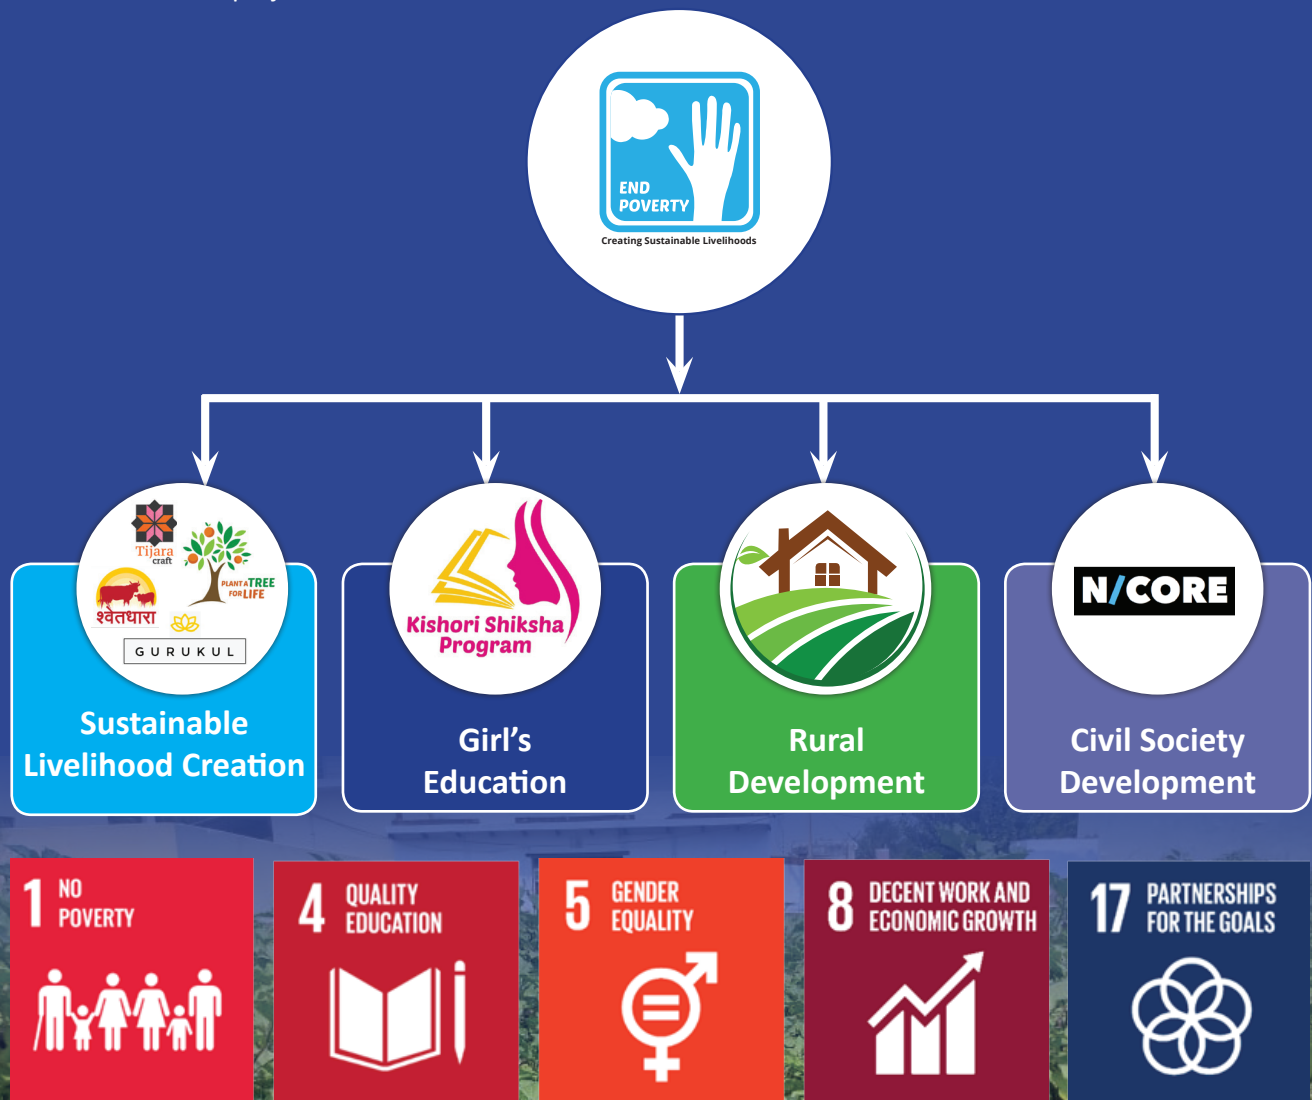 END
POVERTY
Creating Sustainable Livelihoods
Tijara
craft
PLANT A TREE
FOR LIFE
श्वेतधारा
GURUKUL
Sustainable
Livelihood Creation
Kishori Shiksha
Program
Girl’s
Education
Rural
Development
N/CORE
Civil Society
Development
1 NO
POVERTY
4 QUALITY
EDUCATION
5 GENDER
EQUALITY
8 DECENT WORK AND
ECONOMIC GROWTH
17 PARTNERSHIPS
FOR THE GOALS